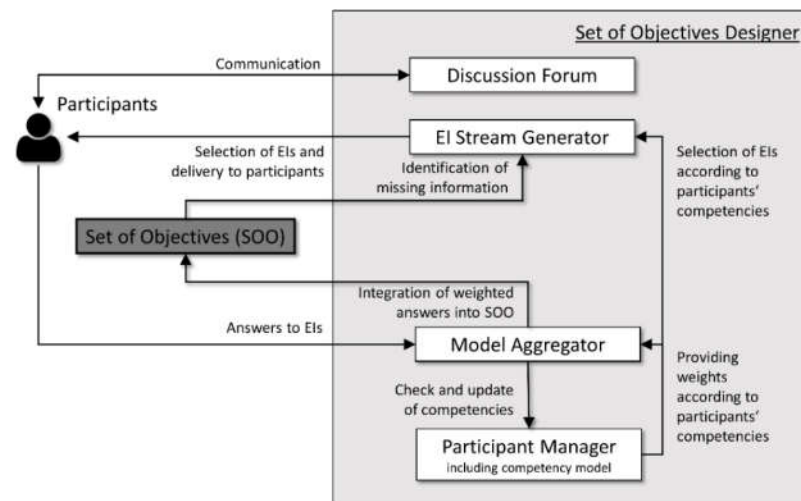 Set of Objectives Designer
Communication
Discussion Forum
Participants
EI Stream Generator
Selection of EIs and
delivery to participants
Identification of
missing information
Selection of EIs
according to
participants'
competencies
Set of Objectives (SOO)
Integration of weighted
answers into SOO
Answers to EIs
Model Aggregator
Providing
weights
according to
participants'
competencies
Check and update
of competencies
Participant Manager
including competency model